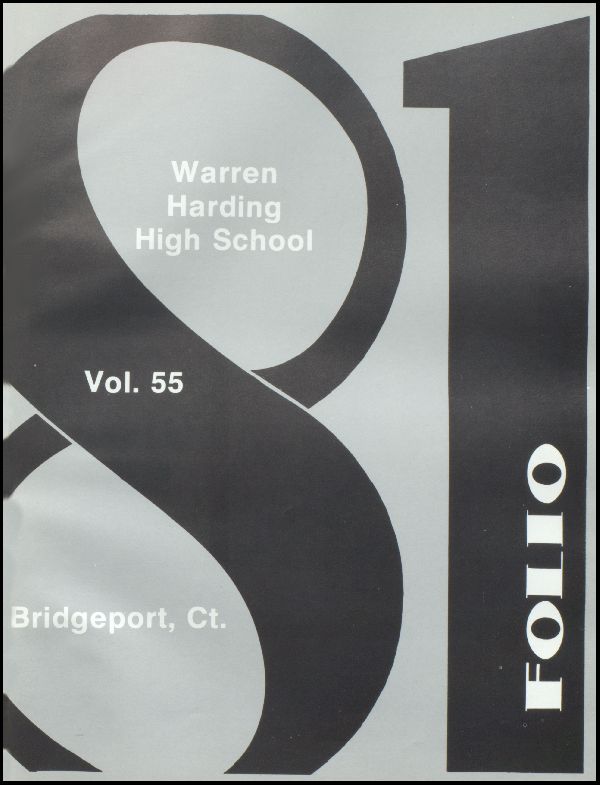 81
Warren
Harding
High School
Vol. 55
Bridgeport, Ct.
FOLIO